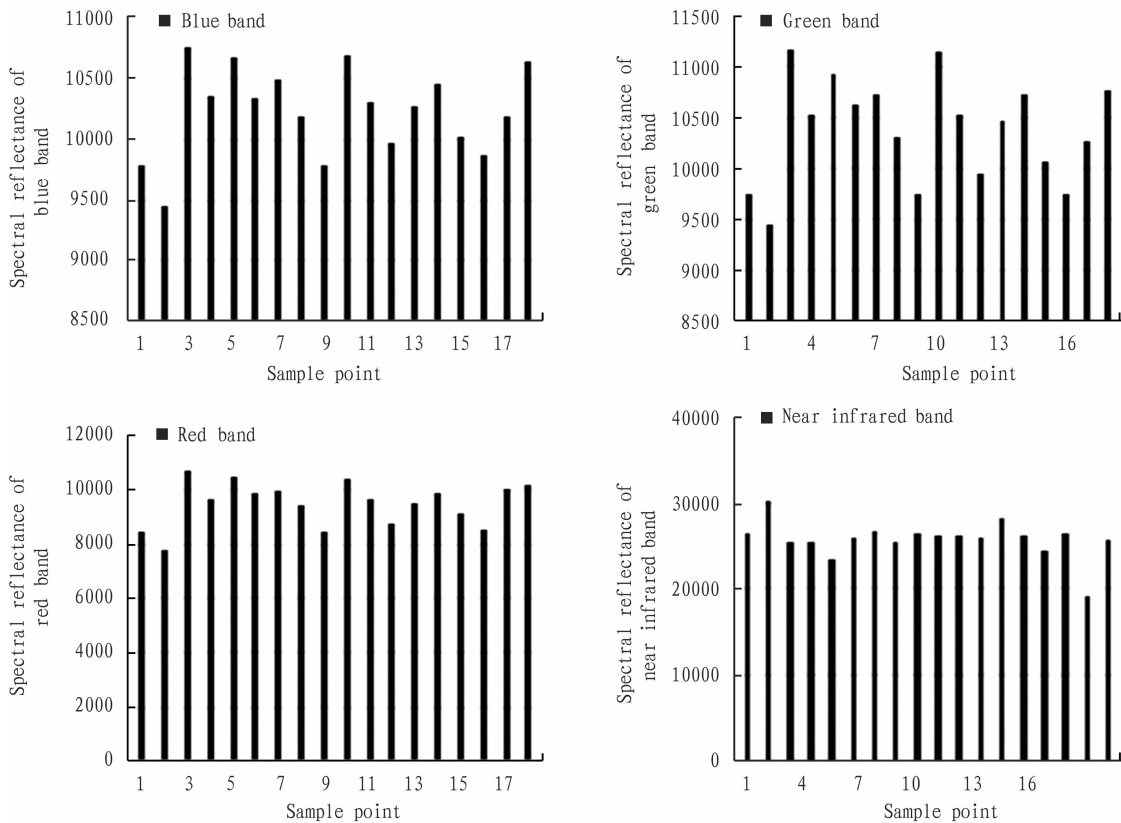 Blue band
Spectral reflectance of
blue band
11000
10500
10000
9500
9000
8500
1 3 5 7 9 11 13 15 17
Sample point
Green band
Spectral reflectance of
green band
11500
11000
10500
10000
9500
9000
8500
1 4 7 10 13 16
Sample point
Red band
Spectral reflectance of
red band
12000
10000
8000
6000
4000
2000
0
1 3 5 7 9 11 13 15 17
Sample point
Near infrared band
Spectral reflectance of
near infrared band
40000
30000
20000
10000
0
1 4 7 10 13 16
Sample point